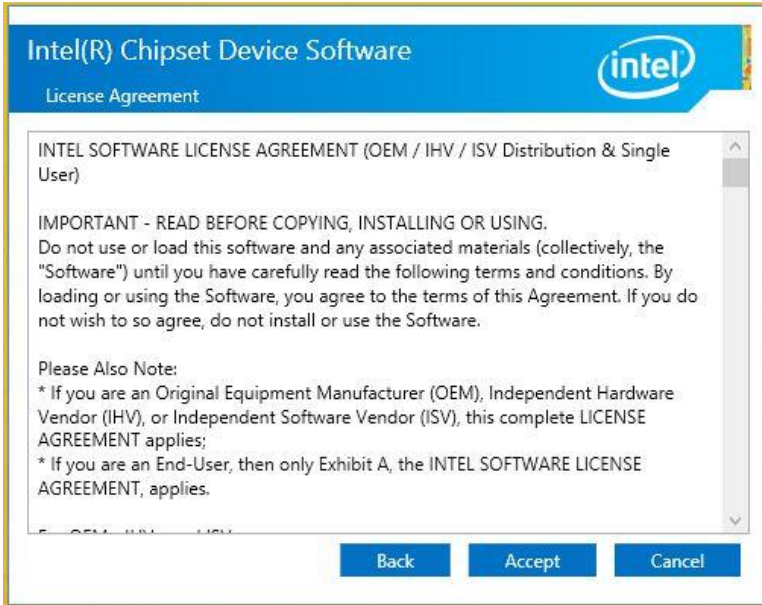 Intel(R) Chipset Device Software
intel
License Agreement
INTEL SOFTWARE LICENSE AGREEMENT (OEM / IHV / ISV Distribution & Single
User)
IMPORTANT - READ BEFORE COPYING, INSTALLING OR USING.
Do not use or load this software and any associated materials (collectively, the
"Software") until you have carefully read the following terms and conditions. By
loading or using the Software, you agree to the terms of this Agreement. If you do
not wish to so agree, do not install or use the Software.
Please Also Note:
* If you are an Original Equipment Manufacturer (OEM), Independent Hardware
Vendor (IHV), or Independent Software Vendor (ISV), this complete LICENSE
AGREEMENT applies;
* If you are an End-User, then only Exhibit A, the INTEL SOFTWARE LICENSE
AGREEMENT, applies.
Back Accept Cancel